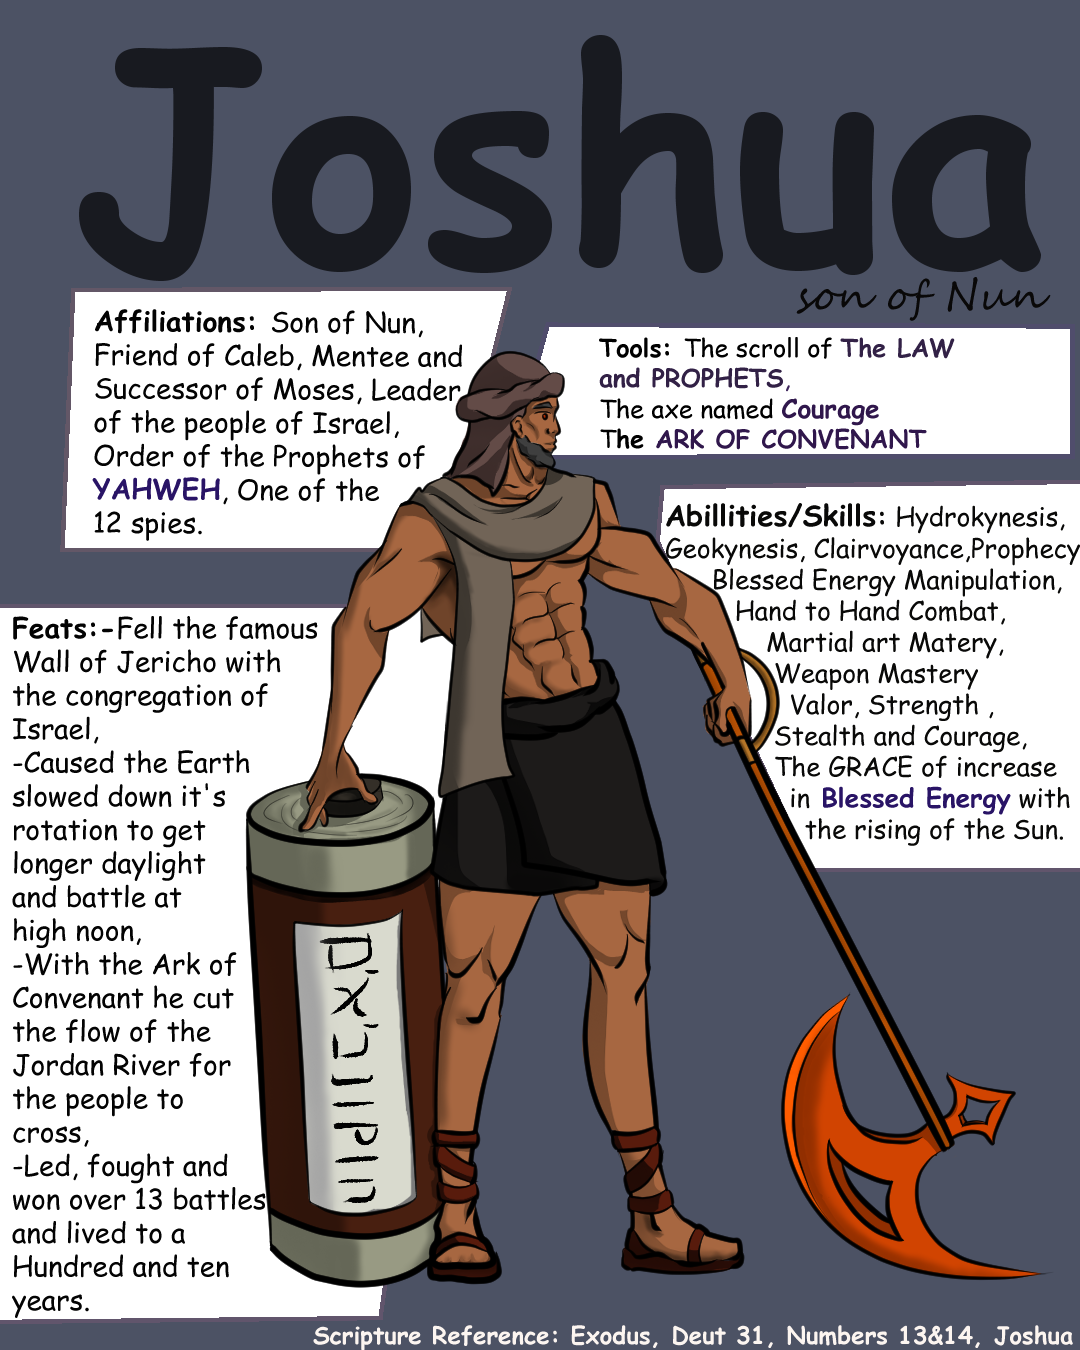 Joshua
son of Nun
Affiliations: Son of Nun,
Friend of Caleb, Mentee and
Successor of Moses, Leader
of the people of Israel,
Order of the Prophets of
YAHWEH, One of the
12 spies.
Tools: The scroll of The LAW
and PROPHETS,
The axe named Courage
The ARK OF CONVENANT
Abillities/Skills: Hydrokynesis,
Geokynesis, Clairvoyance,Prophecy
Blessed Energy Manipulation,
Hand to Hand Combat,
Martial art Matery,
Weapon Mastery
Valor, Strength ,
Stealth and Courage,
The GRACE of increase
in Blessed Energy with
the rising of the Sun.
Feats:-Fell the famous
Wall of Jericho with
the congregation of
Israel,
-Caused the Earth
slowed down it's
rotation to get
longer daylight
and battle at
high noon,
-With the Ark of
Convenant he cut
the flow of the
Jordan River for
the people to
cross,
-Led, fought and
won over 13 battles
and lived to a
Hundred and ten
years.
Scripture Reference: Exodus, Deut 31, Numbers 13&14, Joshua